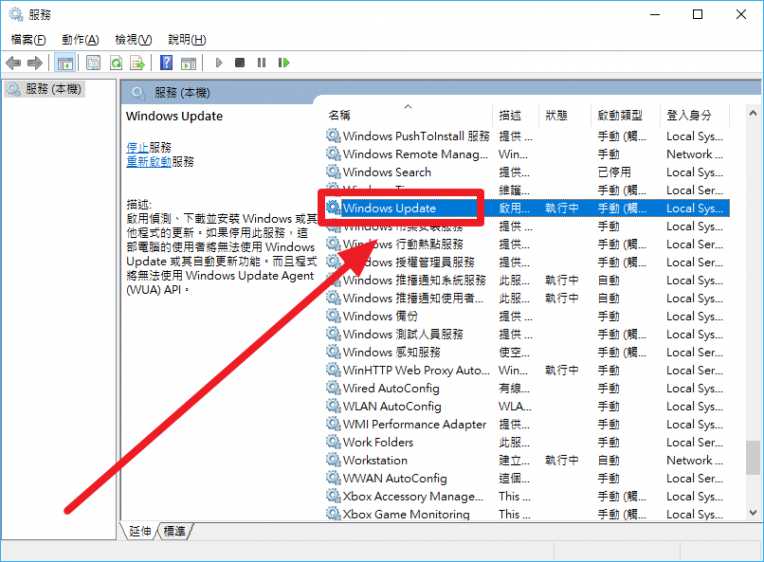 服務
檔案(F) 動作(A) 檢視(V) 說明(H)
服務 (本機)
服務 (本機)
Windows Update
停止服務
重新啟動服務
描述:
啟用偵測、下載並安裝 Windows 或其
他程式的更新。如果停用此服務，這
部電腦的使用者將無法使用 Windows
Update 或其自動更新功能。而且程式
將無法使用 Windows Update Agent
(WUA) API。
名稱 描述 狀態 啟動類型 登入身分
Windows PushToInstall 服務 提供 ... 手動 (觸... Local Sys...
Windows Remote Manag... Win... 手動 Network ...
Windows Search 提供 ... 已停用 Local Sys...
維護... 手動 (觸... Local Ser...
Windows Update 啟用... 執行中 手動 (觸... Local Sys...
提供 ... 手動 Local Sys...
Windows 行動熱點服務 提供 ... 手動 (觸... Local Ser...
Windows 授權管理員服務 提供 ... 手動 (觸... Local Ser...
Windows 推播通知系統服務 此服... 執行中 自動 Local Sys...
Windows 推播通知使用者... 此服... 執行中 自動 Local Sys...
Windows 備份 提供 ... 手動 Local Sys...
Windows 測試人員服務 提供 ... 手動 (觸... Local Sys...
Windows 感知服務 使空... 手動 (觸... Local Ser...
WinHTTP Web Proxy Auto... Win... 執行中 手動 Local Ser...
Wired AutoConfig 有線... 手動 Local Sys...
WLAN AutoConfig WLA... 手動 Local Sys...
WMI Performance Adapter 提供... 手動 Local Sys...
Work Folders 此服... 手動 Local Ser...
Workstation 建立... 執行中 自動 Network ...
WWAN AutoConfig 這個... 手動 Local Ser...
Xbox Accessory Manage... This ... 手動 (觸... Local Sys...
Xbox Game Monitoring This ... 手動 (觸... Local Sys...
延伸 標準